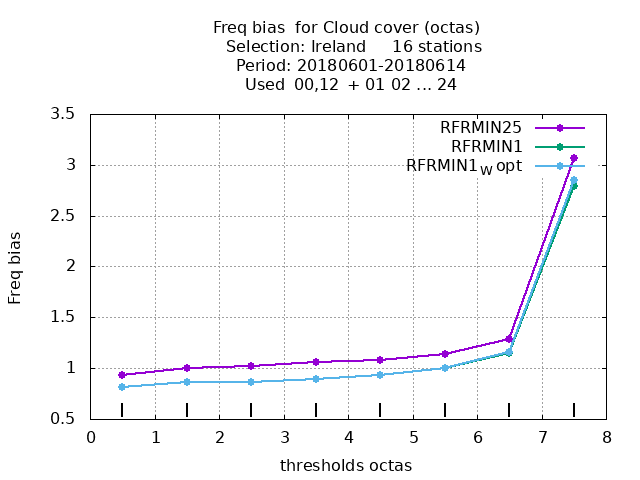 Freq bias  for Cloud cover (octas)
Selection: Ireland     16 stations
Period: 20180601-20180614
Used  00,12  + 01 02 ... 24
RFRMIN25
RFRMIN1
RFRMIN1W opt
Freq bias
3.5
3
2.5
2
1.5
1
0.5
0 1 2 3 4 5 6 7 8
thresholds octas